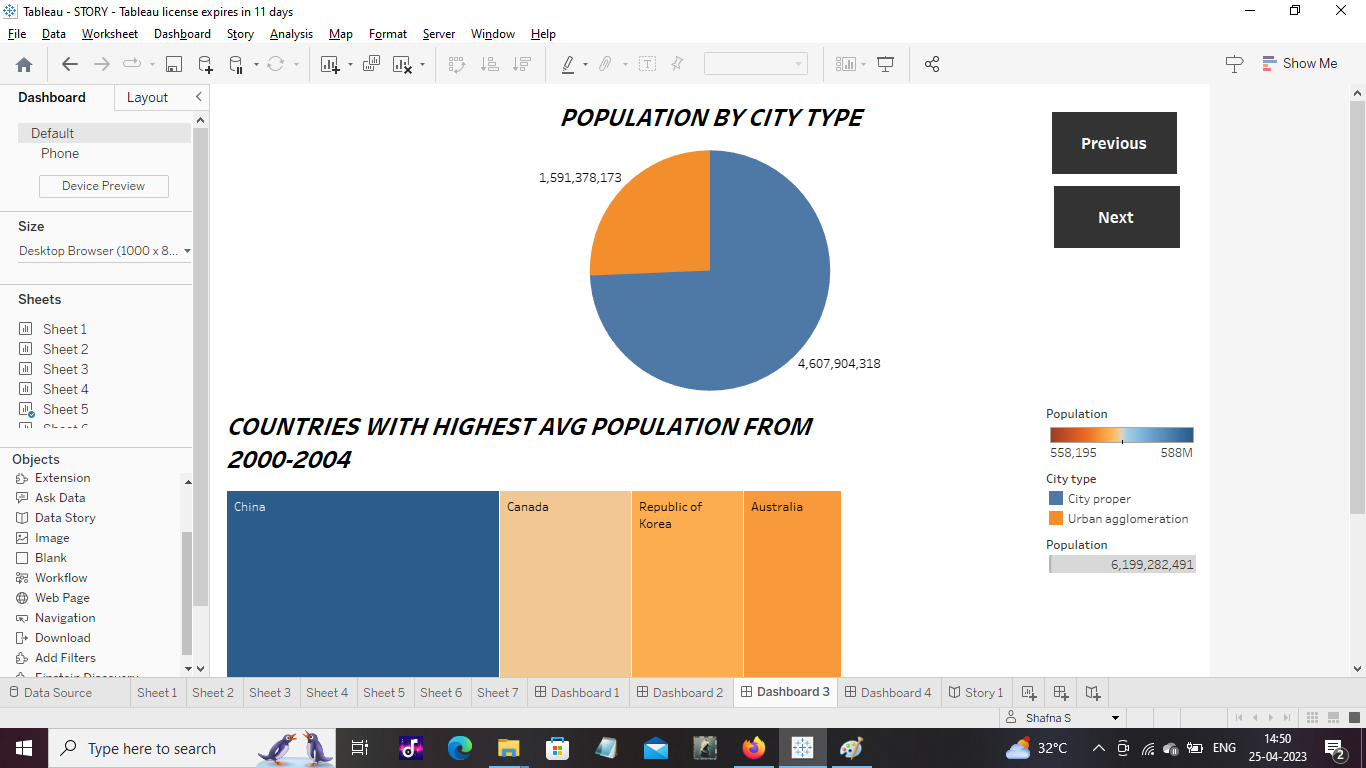 Tableau - STORY - Tableau license expires in 11 days
File Data Worksheet Dashboard Story Analysis Map Format Server Window Help
Show Me
Dashboard Layout
Default
Phone
Device Preview
Size
Desktop Browser (1000 x 8...
Sheets
Sheet 1
Sheet 2
Sheet 3
Sheet 4
Sheet 5
Objects
Extension
Ask Data
Data Story
Image
Blank
Workflow
Web Page
Navigation
Download
Add Filters
POPULATION BY CITY TYPE
1,591,378,173
4,607,904,318
Previous
Next
COUNTRIES WITH HIGHEST AVG POPULATION FROM
2000-2004
China
Canada
Republic of
Korea
Australia
Population
558,195 588M
City type
City proper
Urban agglomeration
Population
6,199,282,491
Data Source Sheet 1 Sheet 2 Sheet 3 Sheet 4 Sheet 5 Sheet 6 Sheet 7 Dashboard 1 Dashboard 2 Dashboard 3 Dashboard 4 Story 1
Shafna S
Type here to search
32°C
ENG
14:50
25-04-2023
2